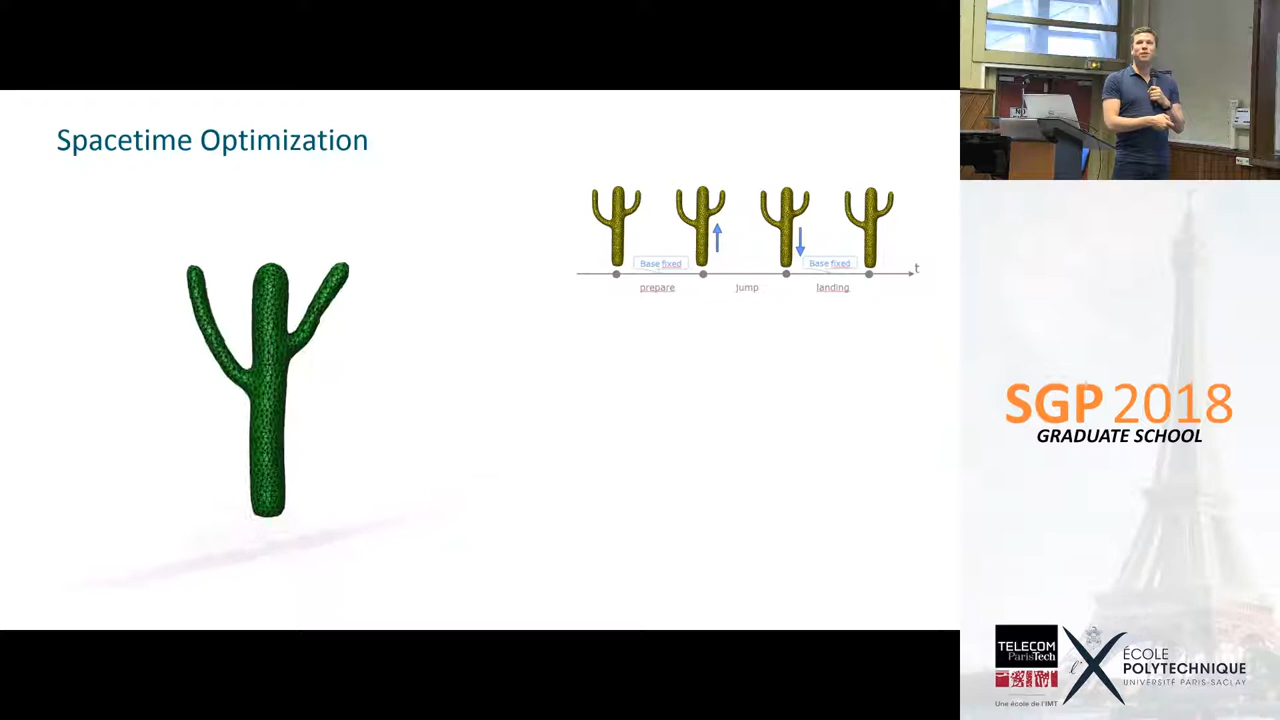 Spacetime Optimization
Base fixed
Base fixed
t
prepare
jump
landing
SGP 2018
GRADUATE SCHOOL
TELECOM
ParisTech
Une école de l'IMT
l'X
ÉCOLE
POLYTECHNIQUE
UNIVERSITÉ PARIS-SACLAY